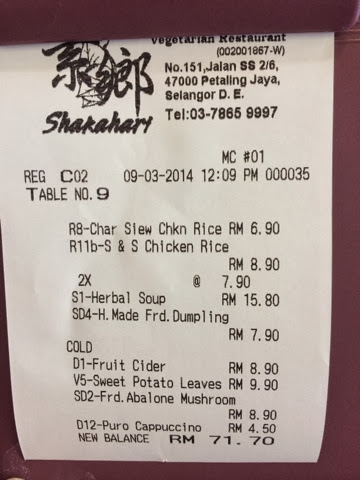 素鄉
Vegetarian Restaurant
(002001867-W)
No.151,Jalan SS 2/6,
47000 Petaling Jaya,
Selangor D. E.
Shakahari
Tel:03-7865 9997
MC #01
REG C02 09-03-2014 12:09 PM 000035
TABLE NO.9
R8-Char Siew Chkn Rice RM 6.90
R11b-S & S Chicken Rice
RM 8.90
2X @ 7.90
S1-Herbal Soup RM 15.80
SD4-H.Made Frd.Dumpling
RM 7.90
COLD
D1-Fruit Cider RM 8.90
V5-Sweet Potato Leaves RM 9.90
SD2-Frd.Abalone Mushroom
RM 8.90
D12-Puro Cappuccino RM 4.50
NEW BALANCE RM 71.70